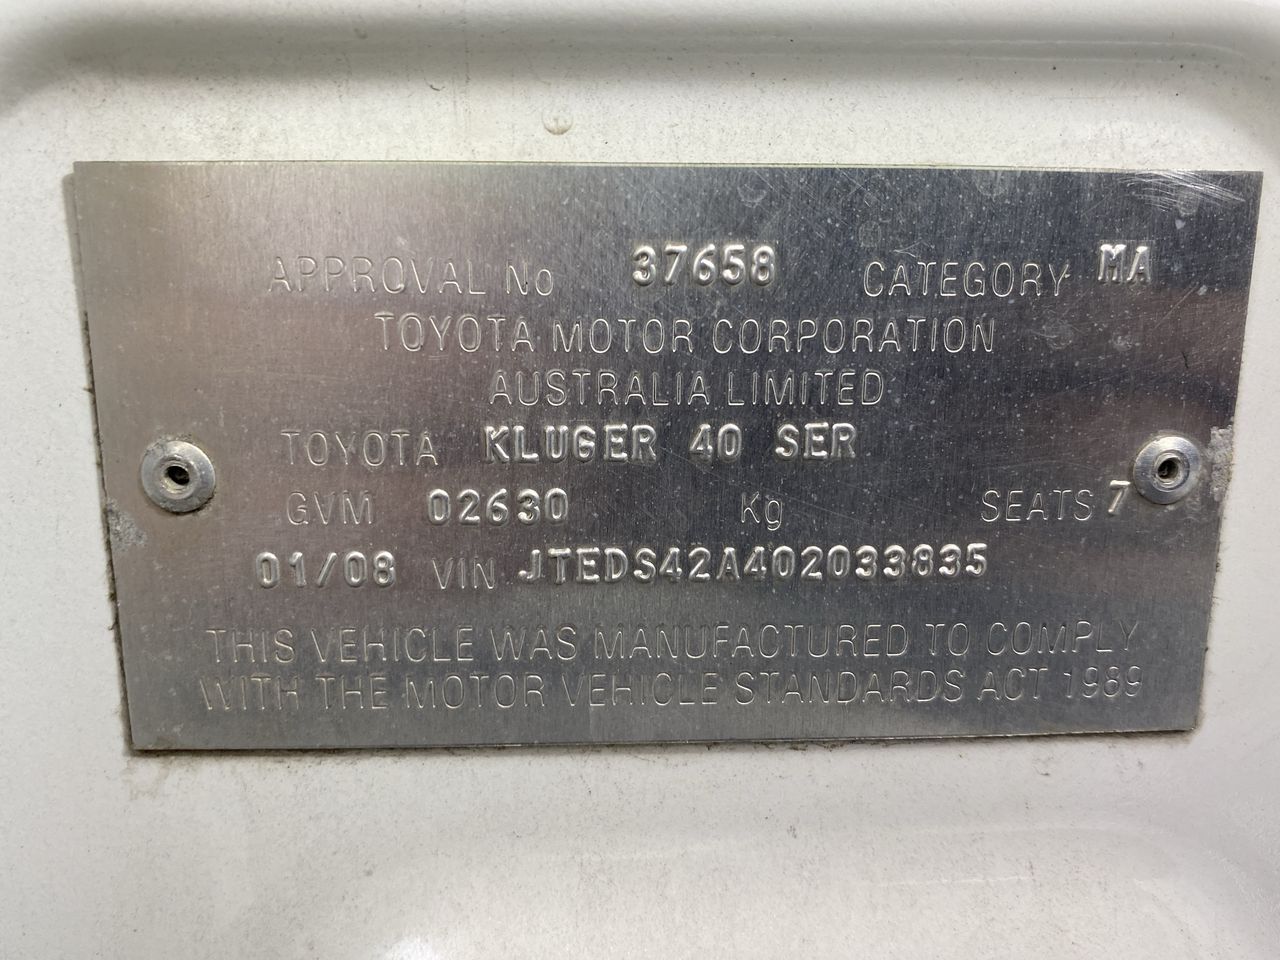 APPROVAL No 37658 CATEGORY MA
TOYOTA MOTOR CORPORATION
AUSTRALIA LIMITED
TOYOTA KLUGER 40 SER
GVM 02630 Kg SEATS 7
01/08 VIN JTEDS42A402033835
THIS VEHICLE WAS MANUFACTURED TO COMPLY
WITH THE MOTOR VEHICLE STANDARDS ACT 1989